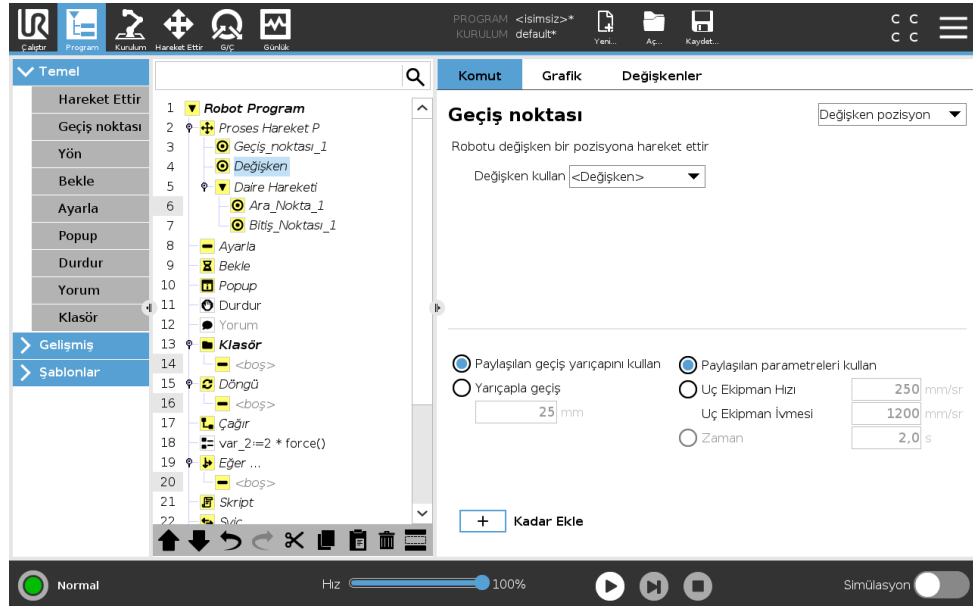 PROGRAM <isimsiz>*
KURULUM default*
Çalıştır Program Kurulum Hareket Ettir G/Ç Günlük Yeni... Aç... Kaydet...
C C
C C
Temel
Hareket Ettir
Geçiş noktası
Yön
Bekle
Ayarla
Popup
Durdur
Yorum
Klasör
Gelişmiş
Şablonlar
1 Robot Program
2 Proses Hareket P
3 Geçiş_noktası_1
4 Değişken
5 Daire Hareketi
6 Ara_Nokta_1
7 Bitiş_Noktası_1
8 Ayarla
9 Bekle
10 Popup
11 Durdur
12 Yorum
13 Klasör
14 <boş>
15 Döngü
16 <boş>
17 Çağır
18 var_2:=2 * force()
19 Eğer ...
20 <boş>
21 Skript
22 Sviç
Komut Grafik Değişkenler
Geçiş noktası
Değişken pozisyon
Robotu değişken bir pozisyona hareket ettir
Değişken kullan <Değişken>
Paylaşılan geçiş yarıçapını kullan
Yarıçapla geçiş
25 mm
Paylaşılan parametreleri kullan
Uç Ekipman Hızı 250 mm/sr
Uç Ekipman İvmesi 1200 mm/sr
Zaman 2,0 s
+ Kadar Ekle
Normal
Hız 100%
Simülasyon